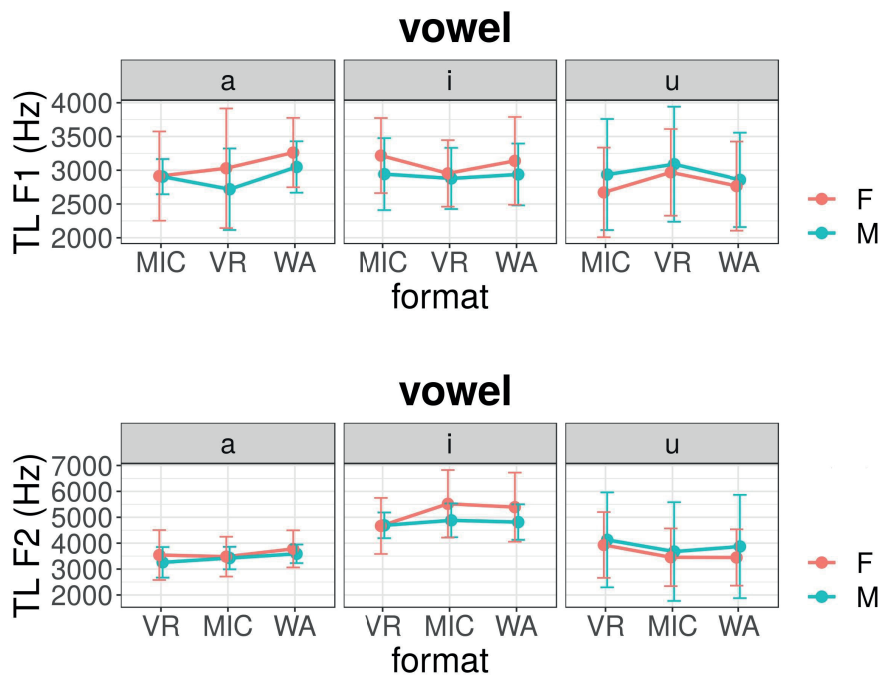 vowel
a i u
TL F1 (Hz)
4000
3500
3000
2500
2000
MIC VR WA MIC VR WA MIC VR WA
format
F
M
vowel
a i u
TL F2 (Hz)
7000
6000
5000
4000
3000
2000
VR MIC WA VR MIC WA VR MIC WA
format
F
M